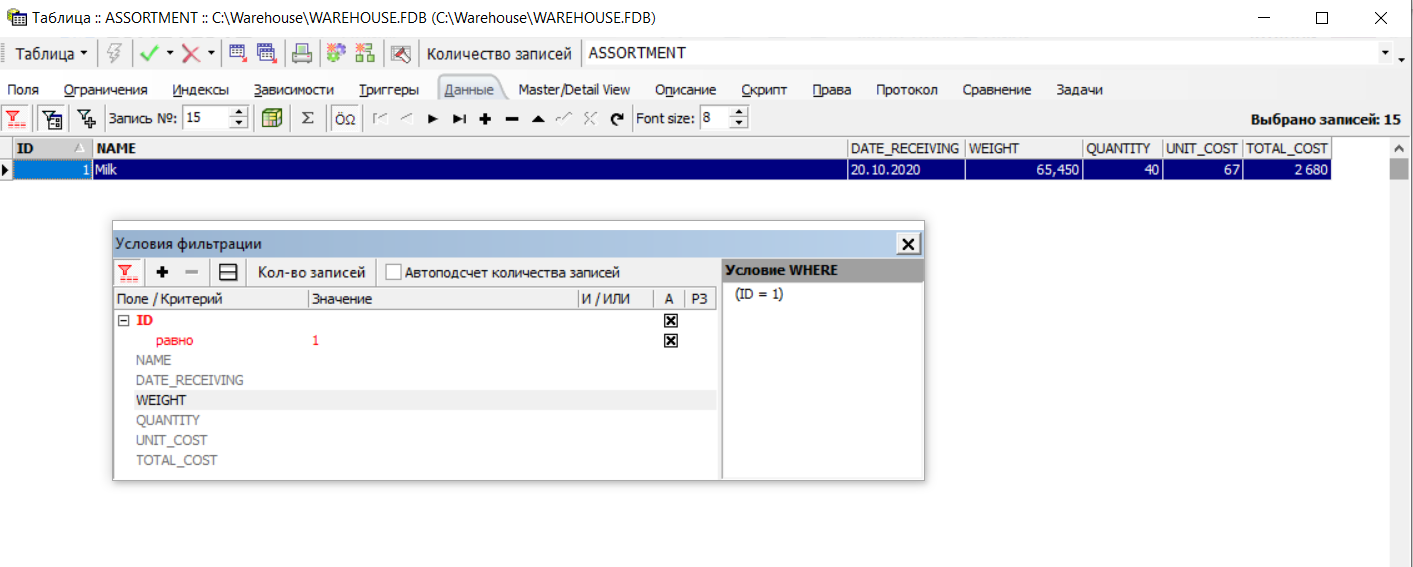 Таблица :: ASSORTMENT :: C:\Warehouse\WAREHOUSE.FDB (C:\Warehouse\WAREHOUSE.FDB)
Таблица Количество записей ASSORTMENT
Поля Ограничения Индексы Зависимости Триггеры Данные Master/Detail View Описание Скрипт Права Протокол Сравнение Задачи
Запись №: 15 Σ ÖΩ Font size: 8 Выбрано записей: 15
ID NAME DATE_RECEIVING WEIGHT QUANTITY UNIT_COST TOTAL_COST
1 Milk 20.10.2020 65,450 40 67 2 680
Условия фильтрации
Кол-во записей Автоподсчет количества записей Условие WHERE
Поле / Критерий Значение И / ИЛИ А РЗ (ID = 1)
ID
равно 1
NAME
DATE_RECEIVING
WEIGHT
QUANTITY
UNIT_COST
TOTAL_COST